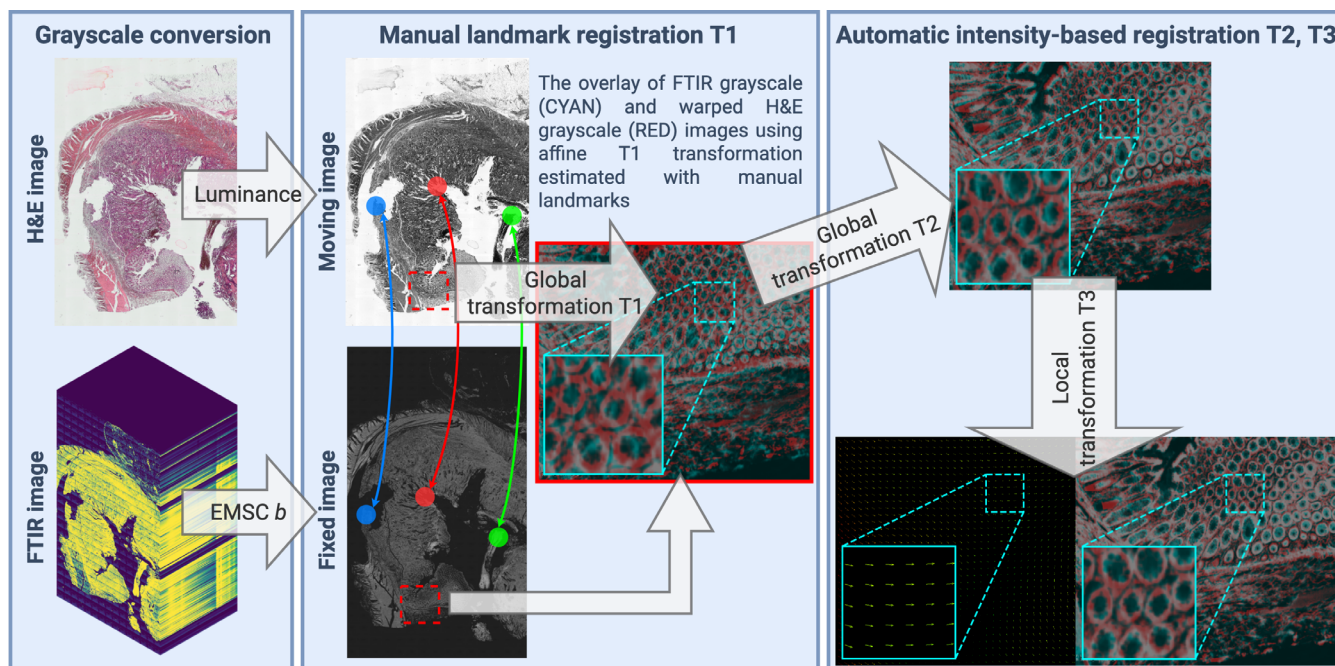 Grayscale conversion
H&E image
Luminance
FTIR image
EMSC b
Manual landmark registration T1
Moving image
Fixed image
The overlay of FTIR grayscale
(CYAN) and warped H&E
grayscale (RED) images using
affine T1 transformation
estimated with manual
landmarks
Global
transformation T1
Automatic intensity-based registration T2, T3
Global
transformation T2
Local
transformation T3